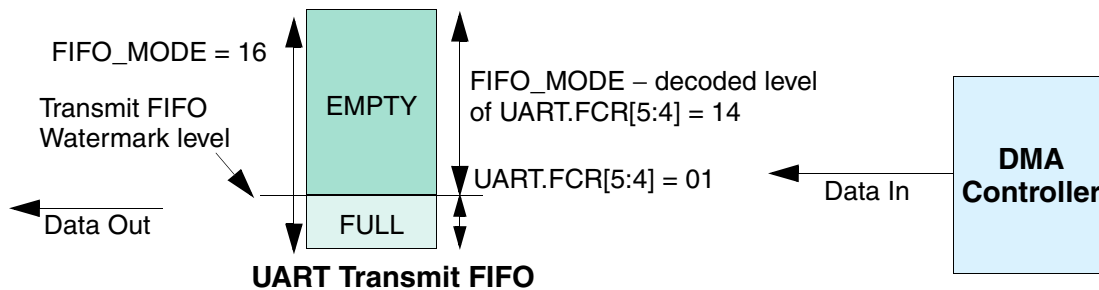 FIFO_MODE = 16
Transmit FIFO
Watermark level
EMPTY
FIFO_MODE – decoded level
of UART.FCR[5:4] = 14
UART.FCR[5:4] = 01
DMA
Controller
Data In
Data Out
FULL
UART Transmit FIFO